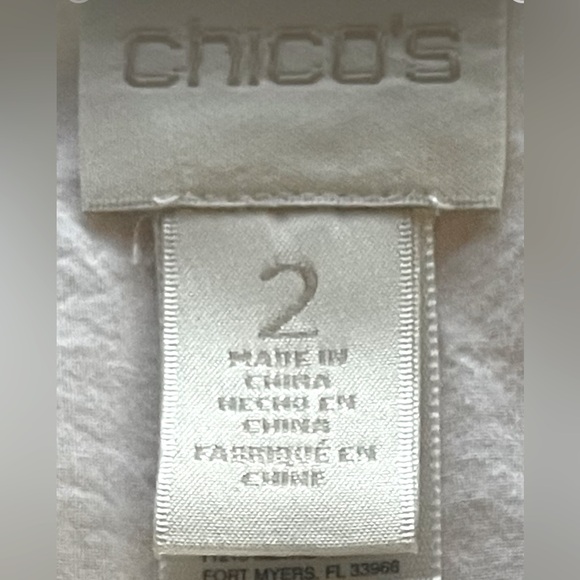 chico's
2
MADE IN
CHINA
HECHO EN
CHINA
FABRIQUÉ EN
CHINE
FORT MYERS, FL 33966